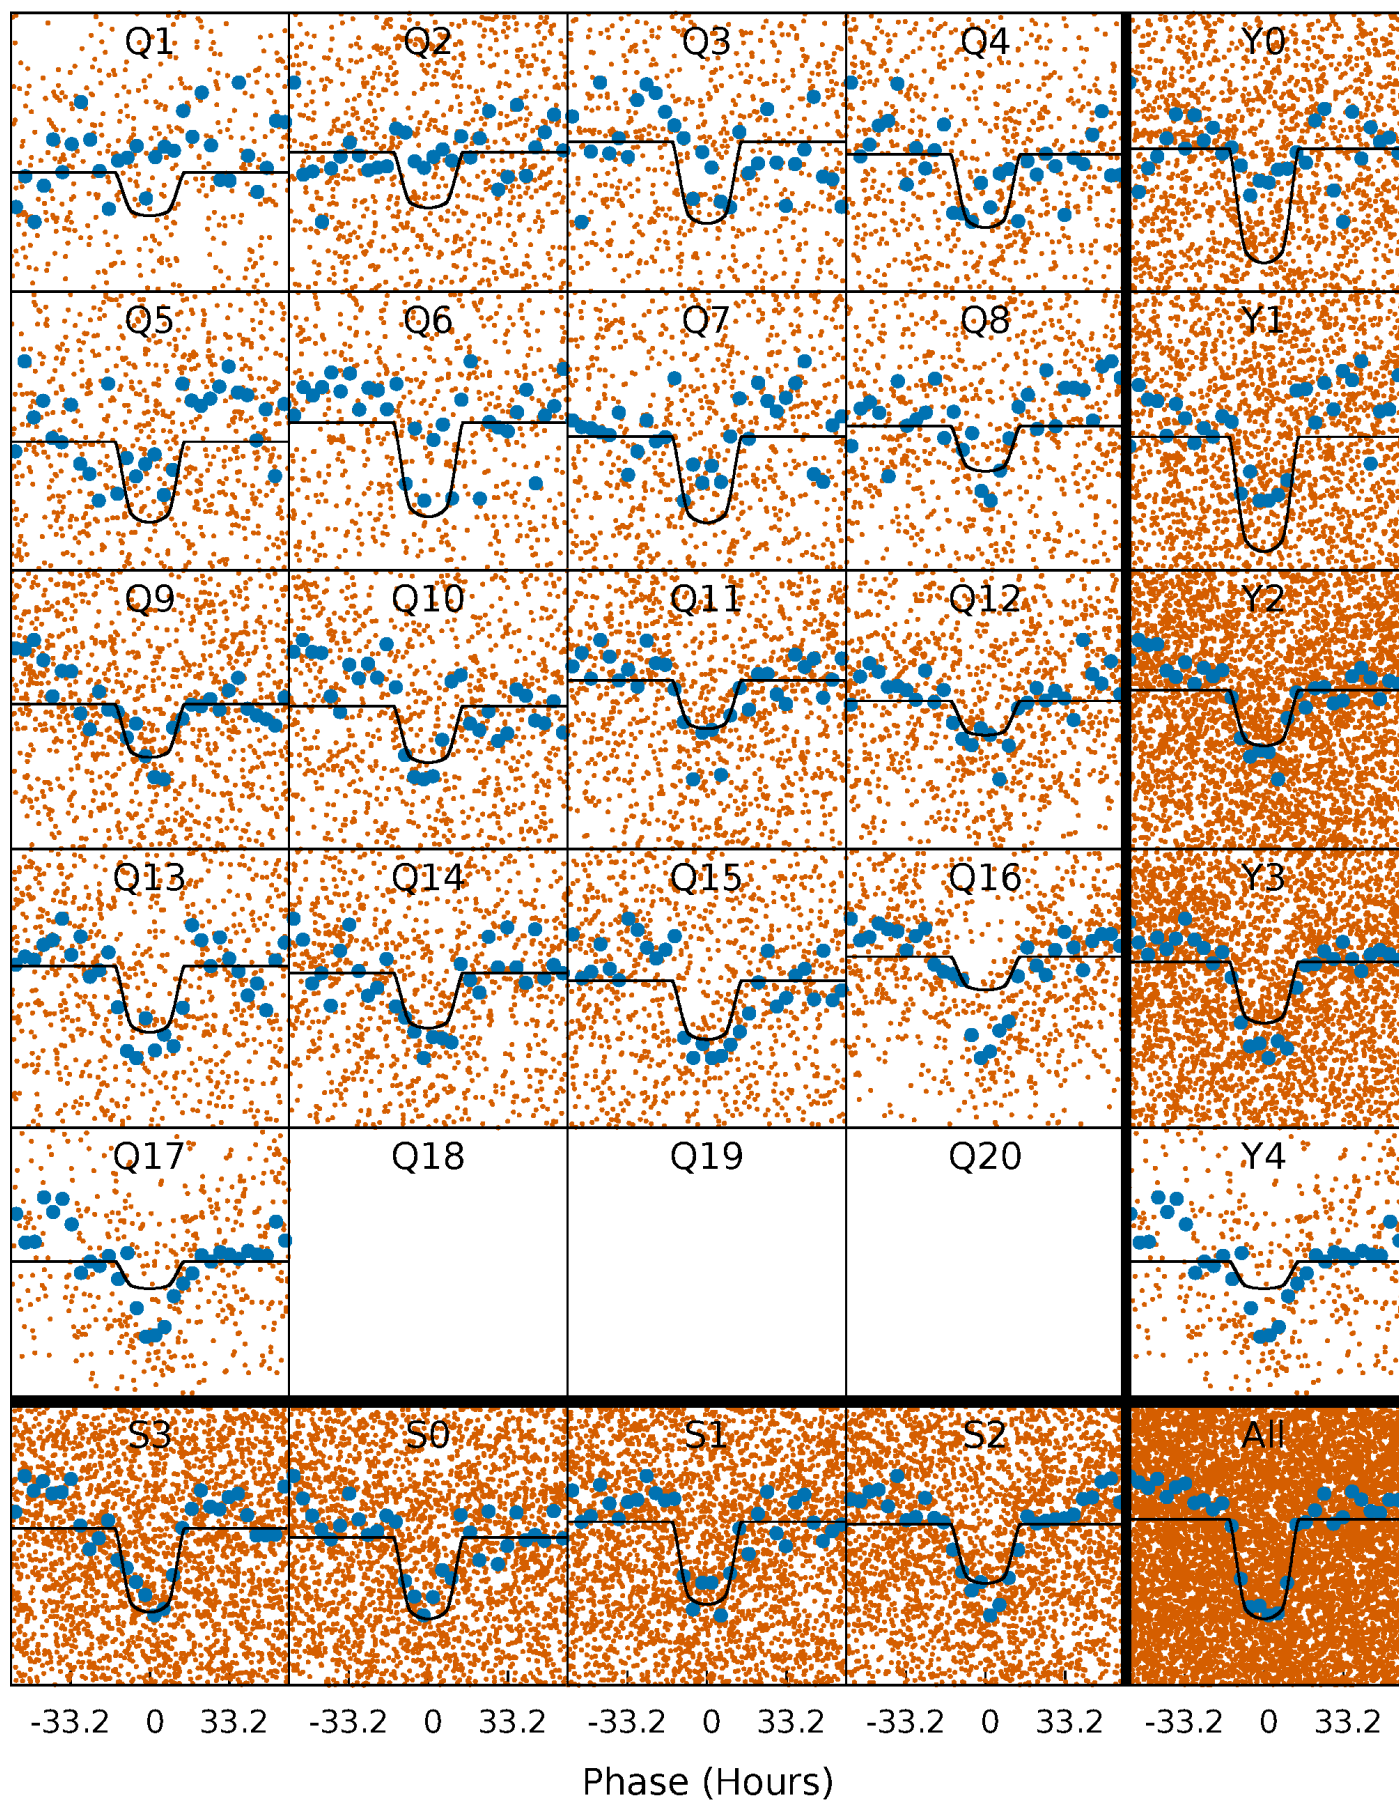 Q1 Q2 Q3 Q4 Y0
Q5 Q6 Q7 Q8 Y1
Q9 Q10 Q11 Q12 Y2
Q13 Q14 Q15 Q16 Y3
Q17 Q18 Q19 Q20 Y4
S3 S0 S1 S2 All
-33.2 0 33.2 -33.2 0 33.2 -33.2 0 33.2 -33.2 0 33.2 -33.2 0 33.2
Phase (Hours)